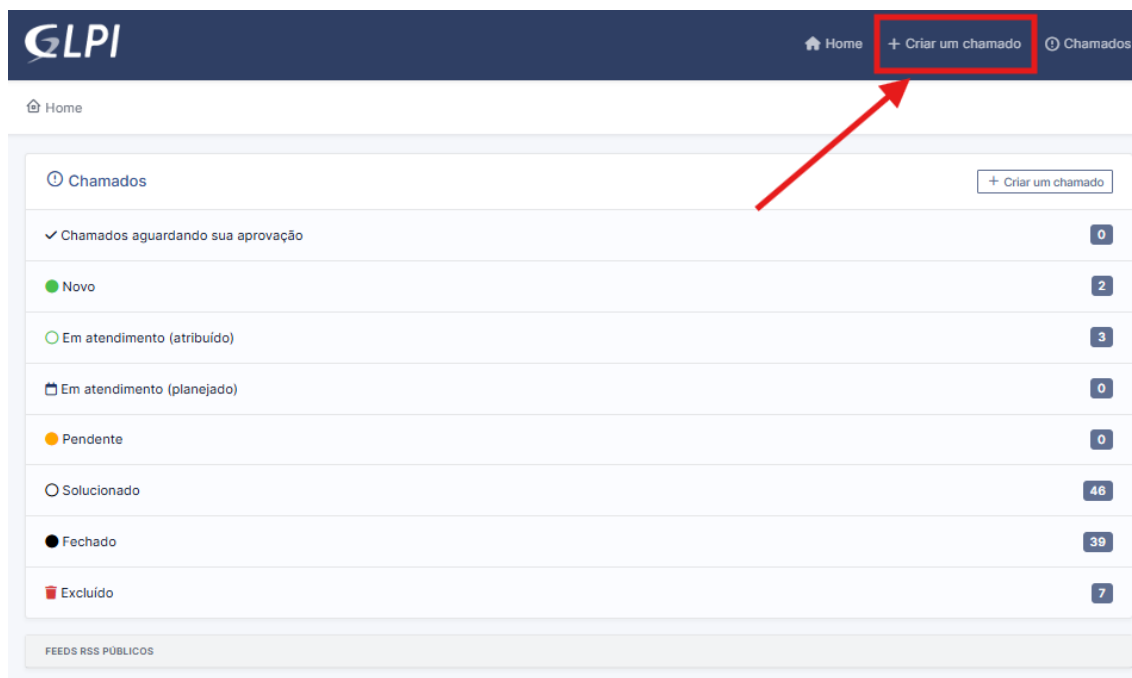 GLPI
Home + Criar um chamado Chamados
Home
Chamados + Criar um chamado
Chamados aguardando sua aprovação 0
Novo 2
Em atendimento (atribuído) 3
Em atendimento (planejado) 0
Pendente 0
Solucionado 46
Fechado 39
Excluído 7
FEEDS RSS PÚBLICOS